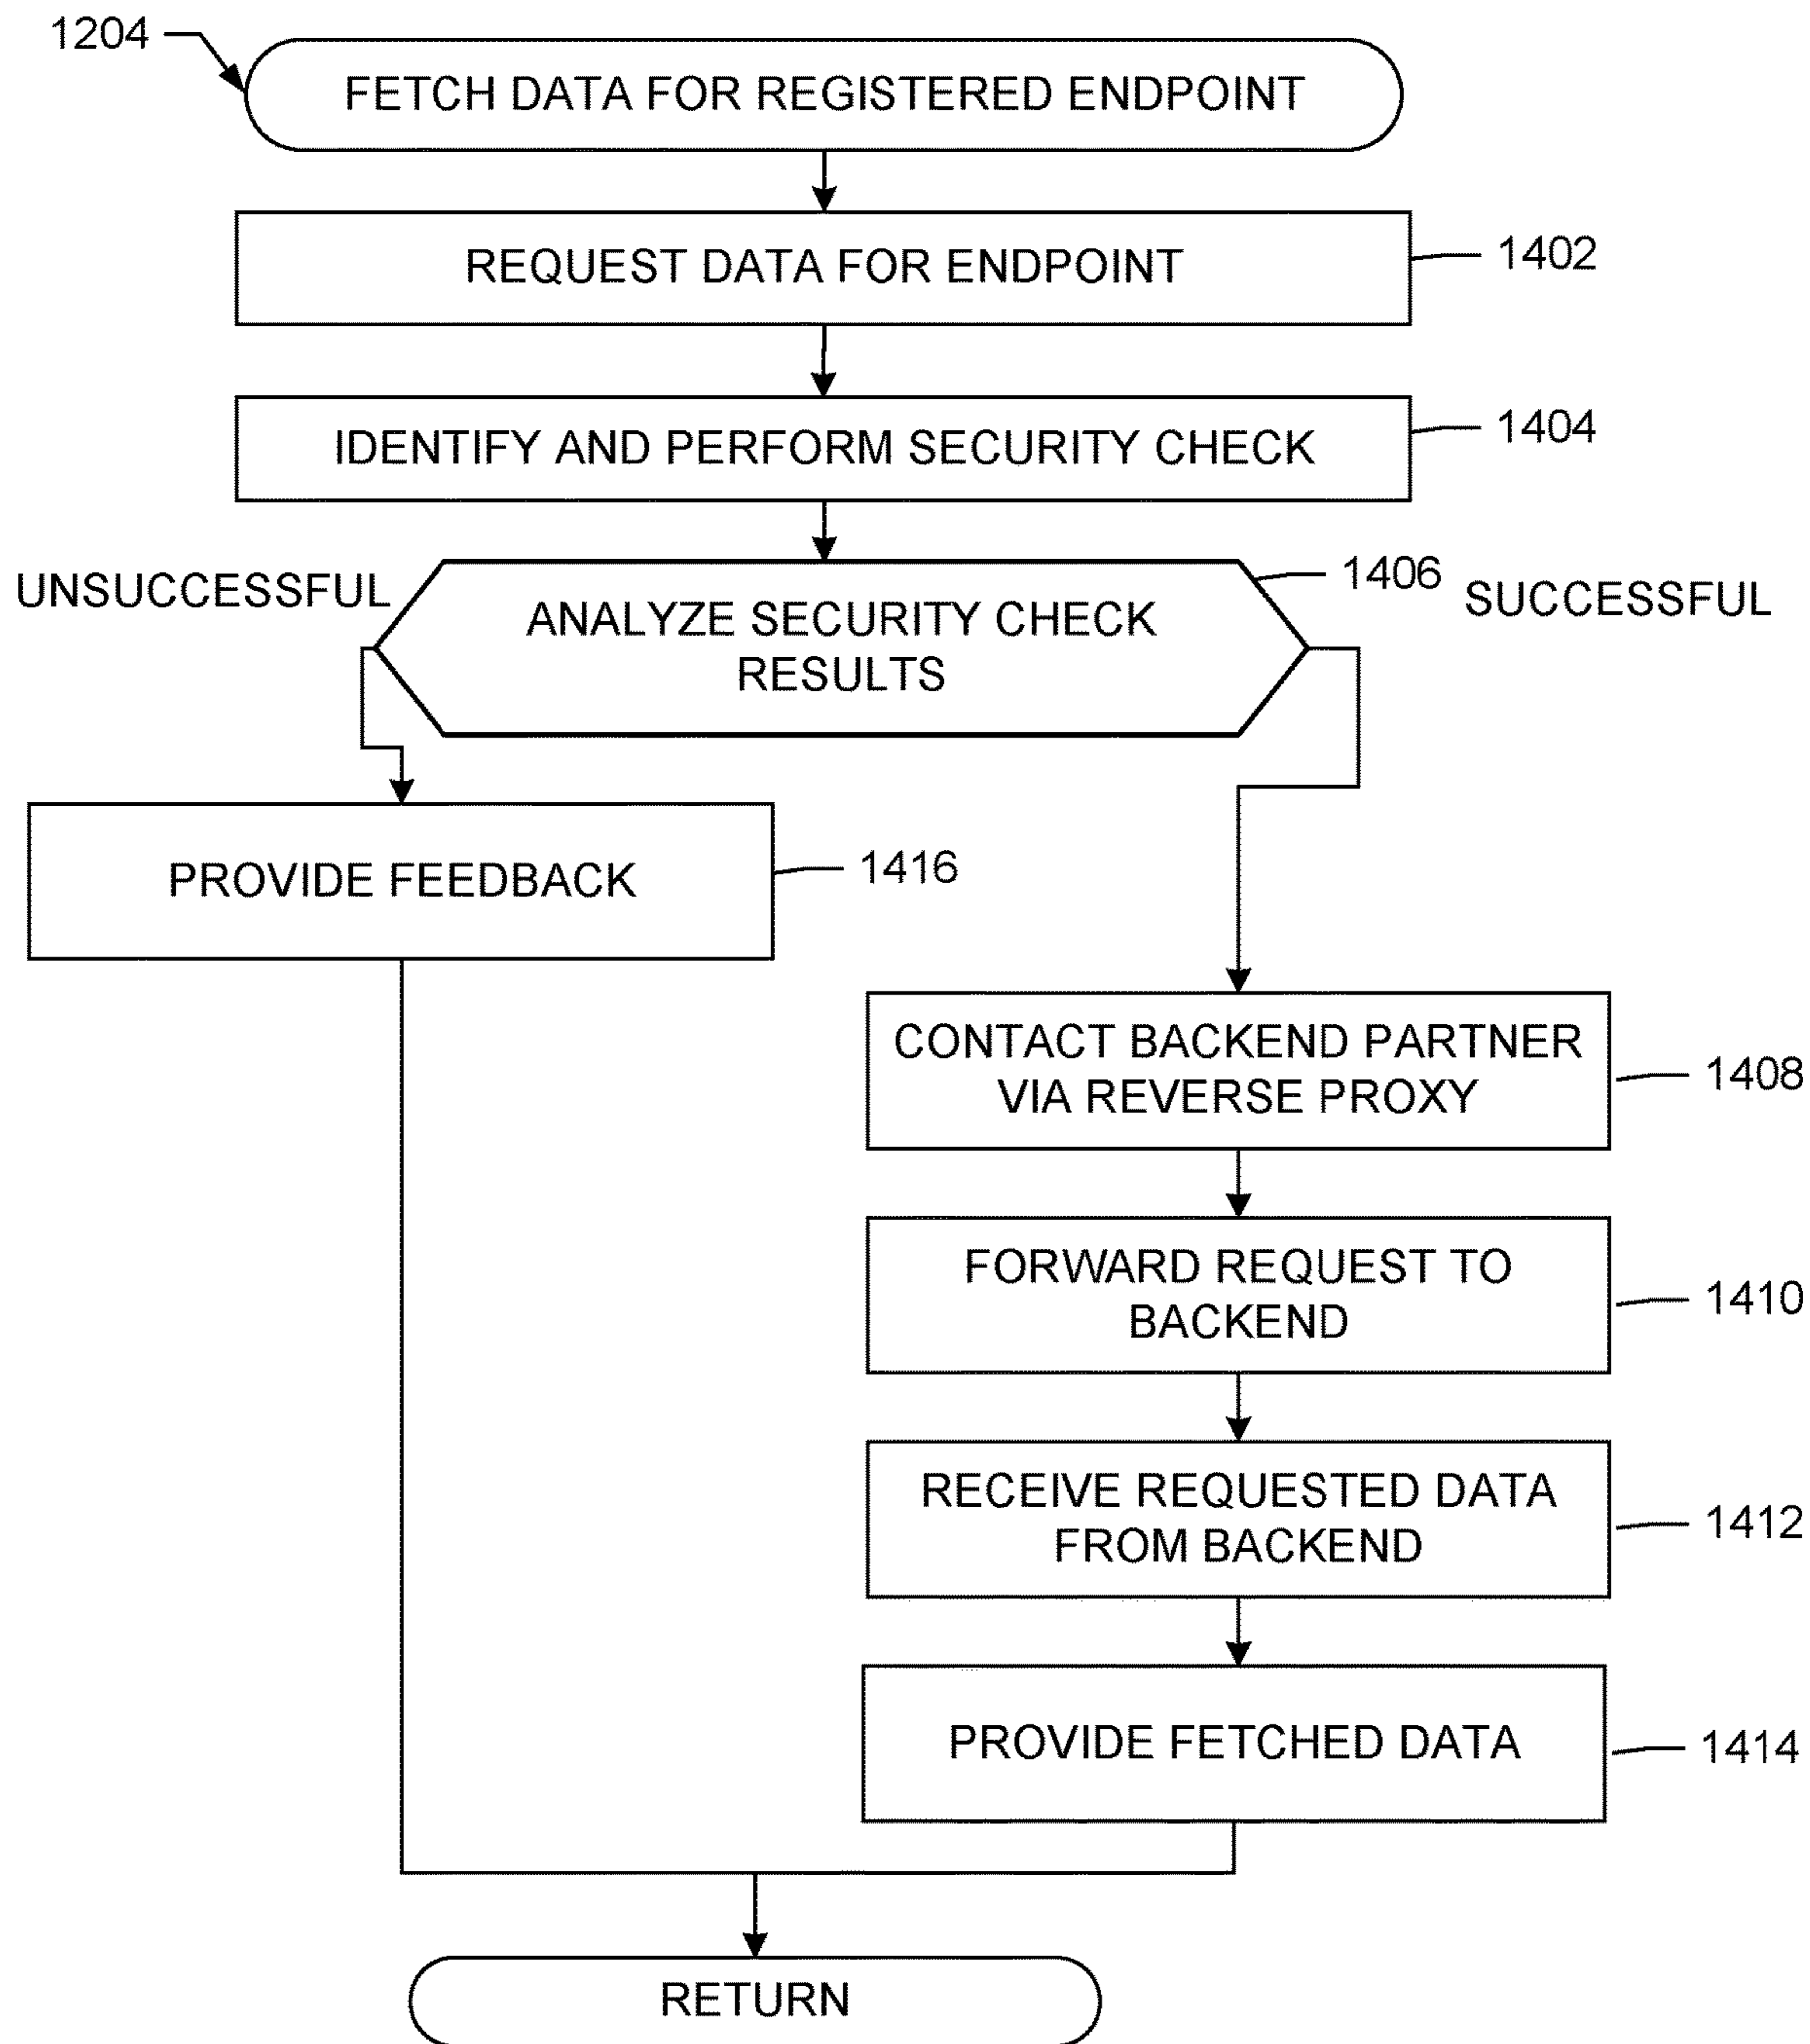 1204
FETCH DATA FOR REGISTERED ENDPOINT
REQUEST DATA FOR ENDPOINT
1402
IDENTIFY AND PERFORM SECURITY CHECK
1404
UNSUCCESSFUL
ANALYZE SECURITY CHECK
RESULTS
1406
SUCCESSFUL
PROVIDE FEEDBACK
1416
CONTACT BACKEND PARTNER
VIA REVERSE PROXY
1408
FORWARD REQUEST TO
BACKEND
1410
RECEIVE REQUESTED DATA
FROM BACKEND
1412
PROVIDE FETCHED DATA
1414
RETURN